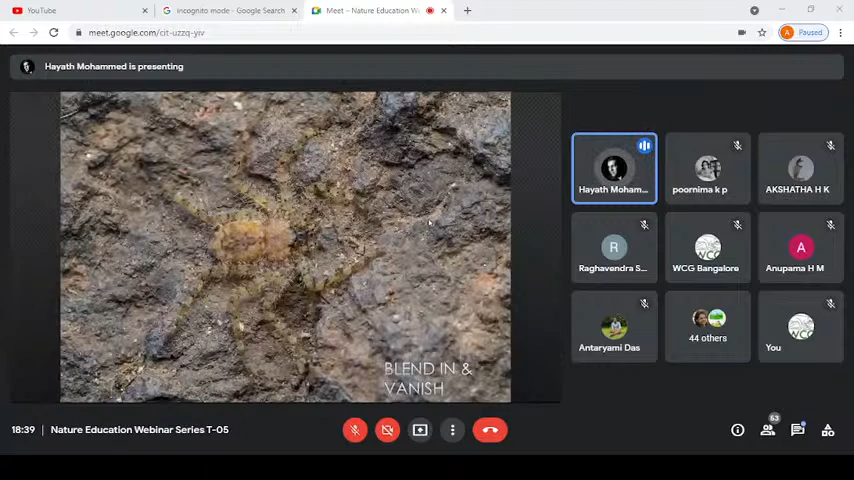 YouTube
incognito mode - Google Search
Meet – Nature Education We
meet.google.com/cit-uzzq-yiv
A
Paused
Hayath Mohammed is presenting
BLEND IN &
VANISH
Hayath Moham...
poornima k p
AKSHATHA H K
R
Raghavendra S...
WCG
WCG Bangalore
A
Anupama H M
Antaryami Das
44 others
You
18:39
Nature Education Webinar Series T-05
53